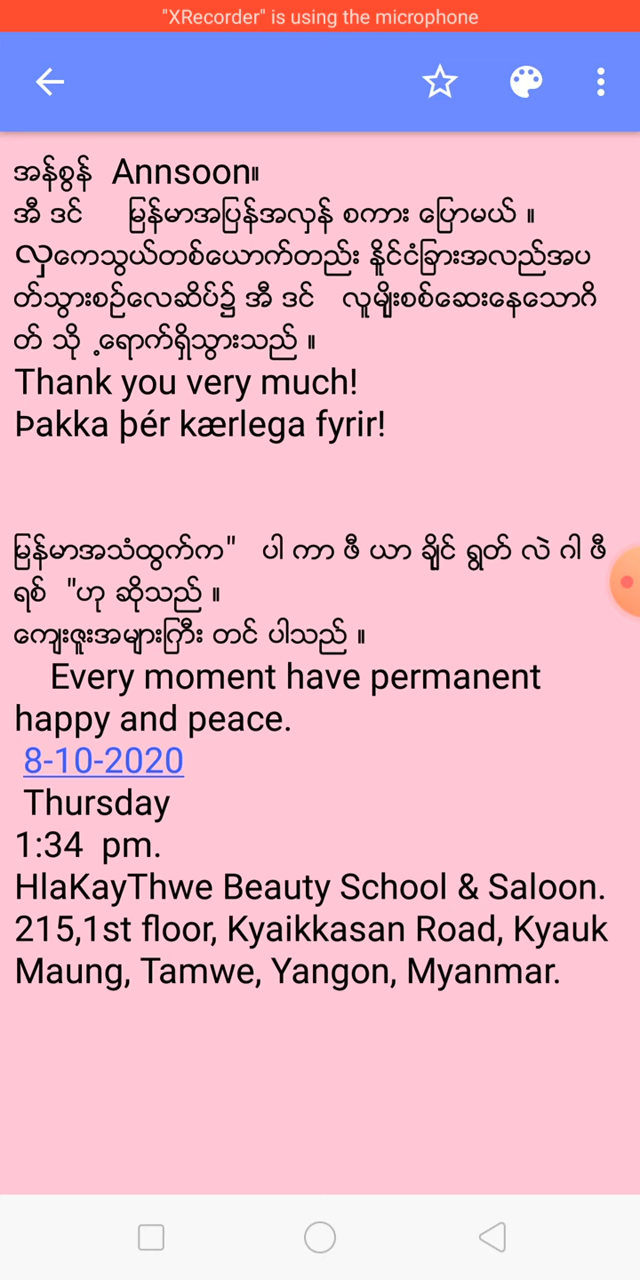 "XRecorder" is using the microphone
အန်စွန် Annsoon။
အီ ဒင် မြန်မာအပြန်အလှန် စကား ပြောမယ် ။
လှကေသွယ်တစ်ယောက်တည်း နိူင်ငံခြားအလည်အပ
တ်သွားစဉ်လေဆိပ်၌ အီ ဒင် လူမျိုးစစ်ဆေးနေသောဂိ
တ် သို ့ရောက်ရှိသွားသည် ။
Thank you very much!
Þakka þér kærlega fyrir!
မြန်မာအသံထွက်က" ပါ ကာ ဖီ ယာ ချိုင် ရွတ် လဲ ဂါ ဖီ
ရစ် "ဟု ဆိုသည် ။
ကျေးဇူးအများကြီး တင် ပါသည် ။
Every moment have permanent
happy and peace.
8-10-2020
Thursday
1:34 pm.
HlaKayThwe Beauty School & Saloon.
215,1st floor, Kyaikkasan Road, Kyauk
Maung, Tamwe, Yangon, Myanmar.